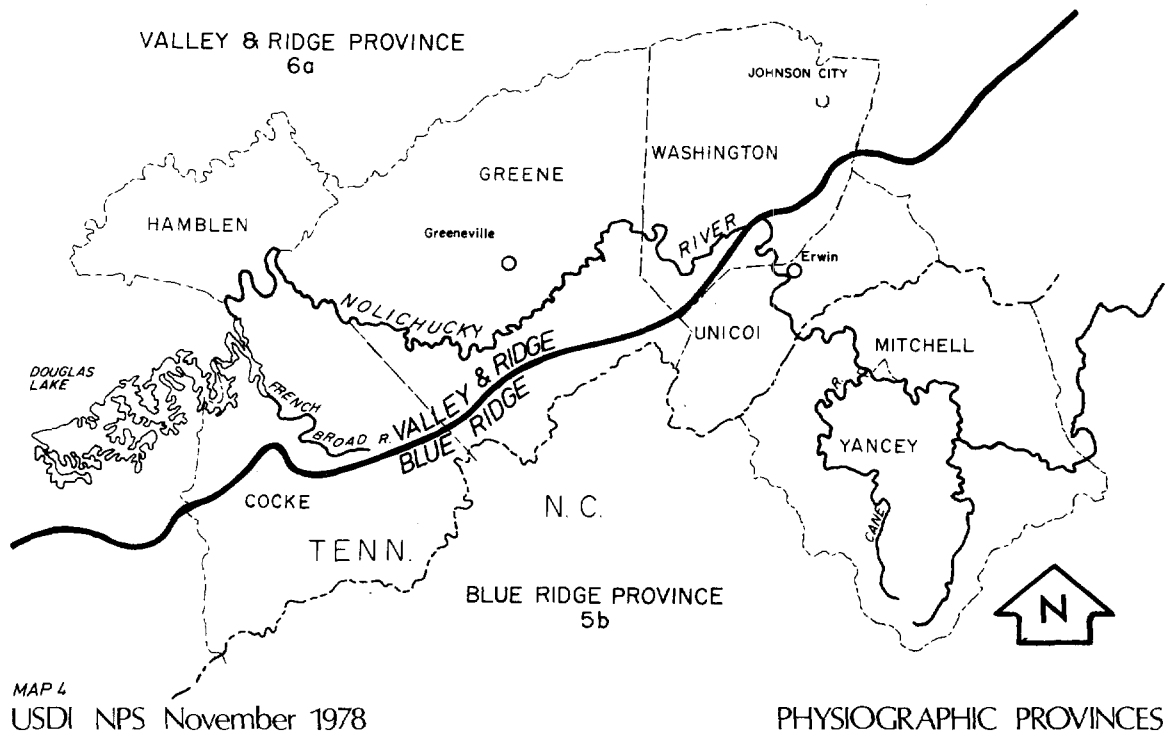 VALLEY & RIDGE PROVINCE
6a
JOHNSON CITY
WASHINGTON
GREENE
HAMBLEN
Greeneville
RIVER
Erwin
NOLICHUCKY
UNICOI
MITCHELL
DOUGLAS
LAKE
FRENCH
BROAD R.
VALLEY & RIDGE
BLUE RIDGE
R.
YANCEY
CANEY
COCKE
N.C.
TENN.
BLUE RIDGE PROVINCE
5b
N
MAP 4
USDI NPS November 1978
PHYSIOGRAPHIC PROVINCES